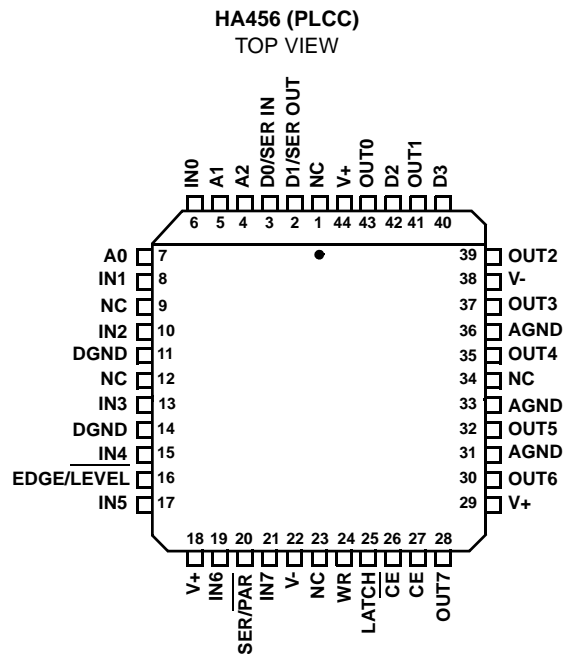 HA456 (PLCC)
TOP VIEW
IN0
A1
A2
D0/SER IN
D1/SER OUT
NC
V+
OUT0
D2
OUT1
D3
6 5 4 3 2 1 44 43 42 41 40
A0 7
IN1 8
NC 9
IN2 10
DGND 11
NC 12
IN3 13
DGND 14
IN4 15
EDGE/LEVEL 16
IN5 17
39 OUT2
38 V-
37 OUT3
36 AGND
35 OUT4
34 NC
33 AGND
32 OUT5
31 AGND
30 OUT6
29 V+
18 19 20 21 22 23 24 25 26 27 28
V+
IN6
SER/PAR
IN7
V-
NC
WR
LATCH
CE
CE
OUT7